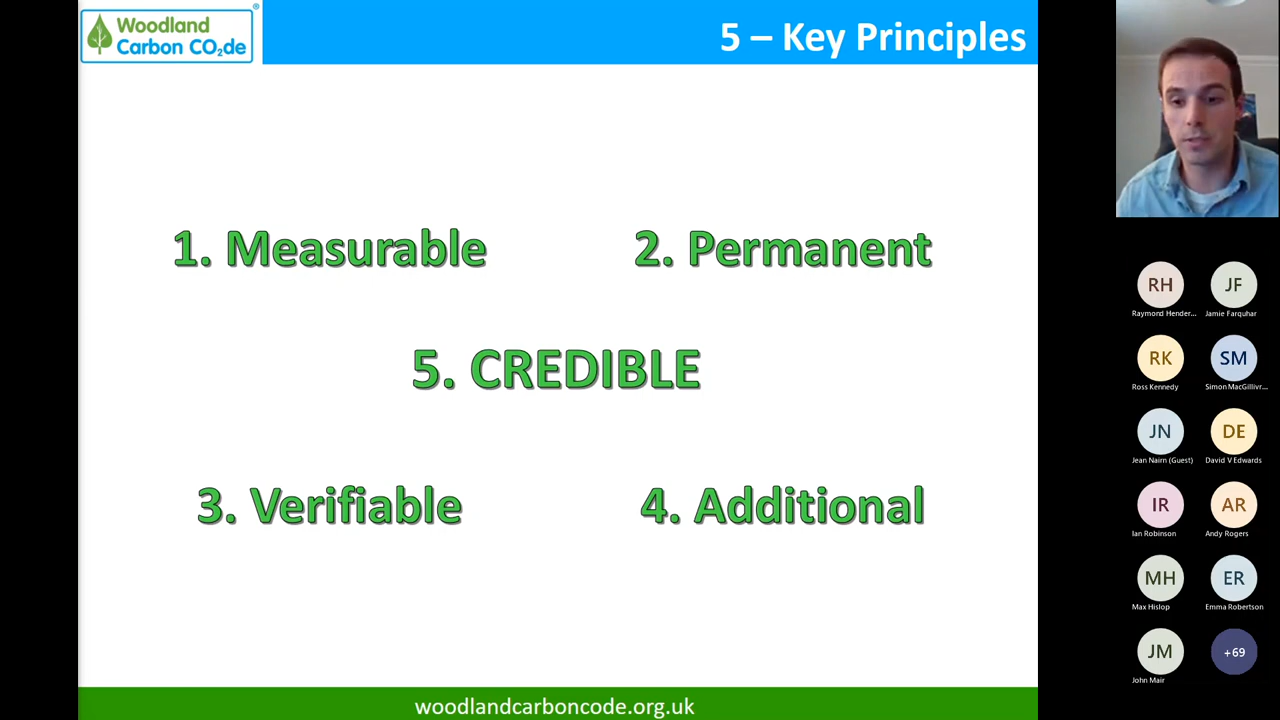 Woodland
Carbon CO₂de
®
5 – Key Principles
1. Measurable
2. Permanent
5. CREDIBLE
3. Verifiable
4. Additional
woodlandcarboncode.org.uk
RH
JF
Raymond Hender...
Jamie Farquhar
RK
SM
Ross Kennedy
Simon MacGillivr...
JN
DE
Jean Nairn (Guest)
David V Edwards
IR
AR
Ian Robinson
Andy Rogers
MH
ER
Max Hislop
Emma Robertson
JM
+69
John Mair